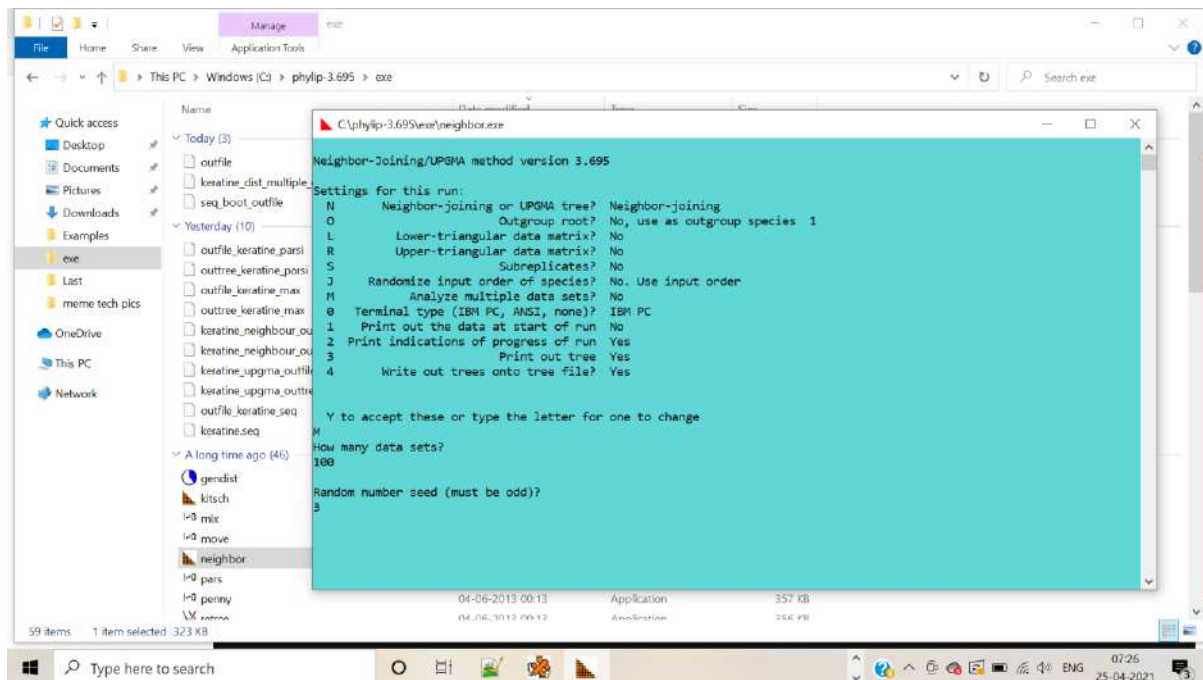 Manage
exe
File
Home
Share
View
Application Tools
This PC > Windows (C:) > phylip-3.695 > exe
Search exe
Name
Quick access
Desktop
Documents
Pictures
Downloads
Examples
exe
Last
meme tech pics
OneDrive
This PC
Network
Today (3)
outfile
keratine_dist_multiple_
seq_boot_outfile
Yesterday (10)
outfile_keratine_parsi
outtree_keratine_parsi
outfile_keratine_max
outtree_keratine_max
keratine_neighbour_ou
keratine_neighbour_ou
keratine_upgma_outfil
keratine_upgma_outtre
outfile_keratine_seq
keratine.seq
A long time ago (46)
gendist
kitsch
mix
move
neighbor
pars
penny
04-06-2013 00:13
Application
357 KB
C:\phylip-3.695\exe\neighbor.exe
Neighbor-Joining/UPGMA method version 3.695
Settings for this run:
N Neighbor-joining or UPGMA tree? Neighbor-joining
O Outgroup root? No, use as outgroup species 1
L Lower-triangular data matrix? No
R Upper-triangular data matrix? No
S Subreplicates? No
J Randomize input order of species? No. Use input order
M Analyze multiple data sets? No
0 Terminal type (IBM PC, ANSI, none)? IBM PC
1 Print out the data at start of run No
2 Print indications of progress of run Yes
3 Print out tree Yes
4 Write out trees onto tree file? Yes
Y to accept these or type the letter for one to change
M
How many data sets?
100
Random number seed (must be odd)?
3
59 items
1 item selected 323 KB
Type here to search
ENG
07:26
25-04-2021